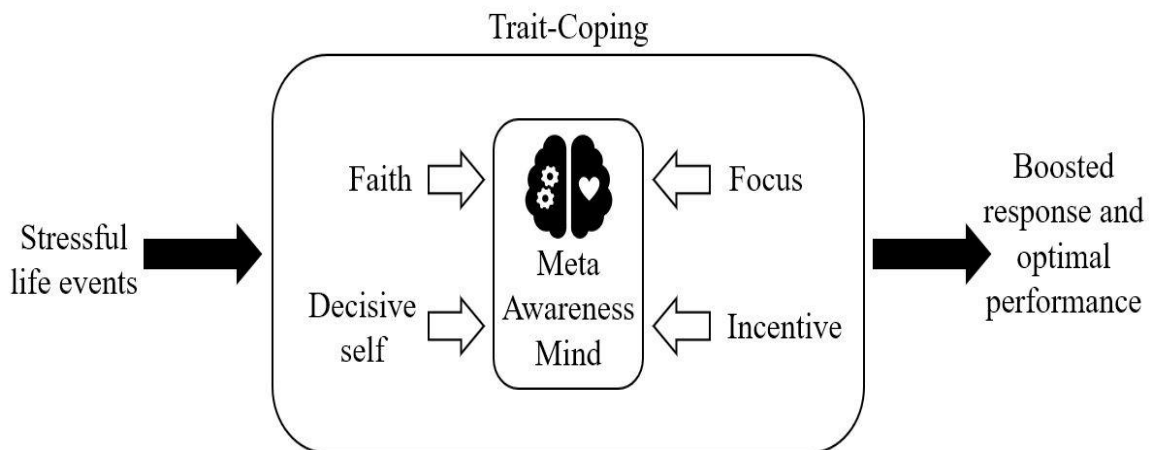 Trait-Coping
Stressful
life events
Faith
Decisive
self
Meta
Awareness
Mind
Focus
Incentive
Boosted
response and
optimal
performance